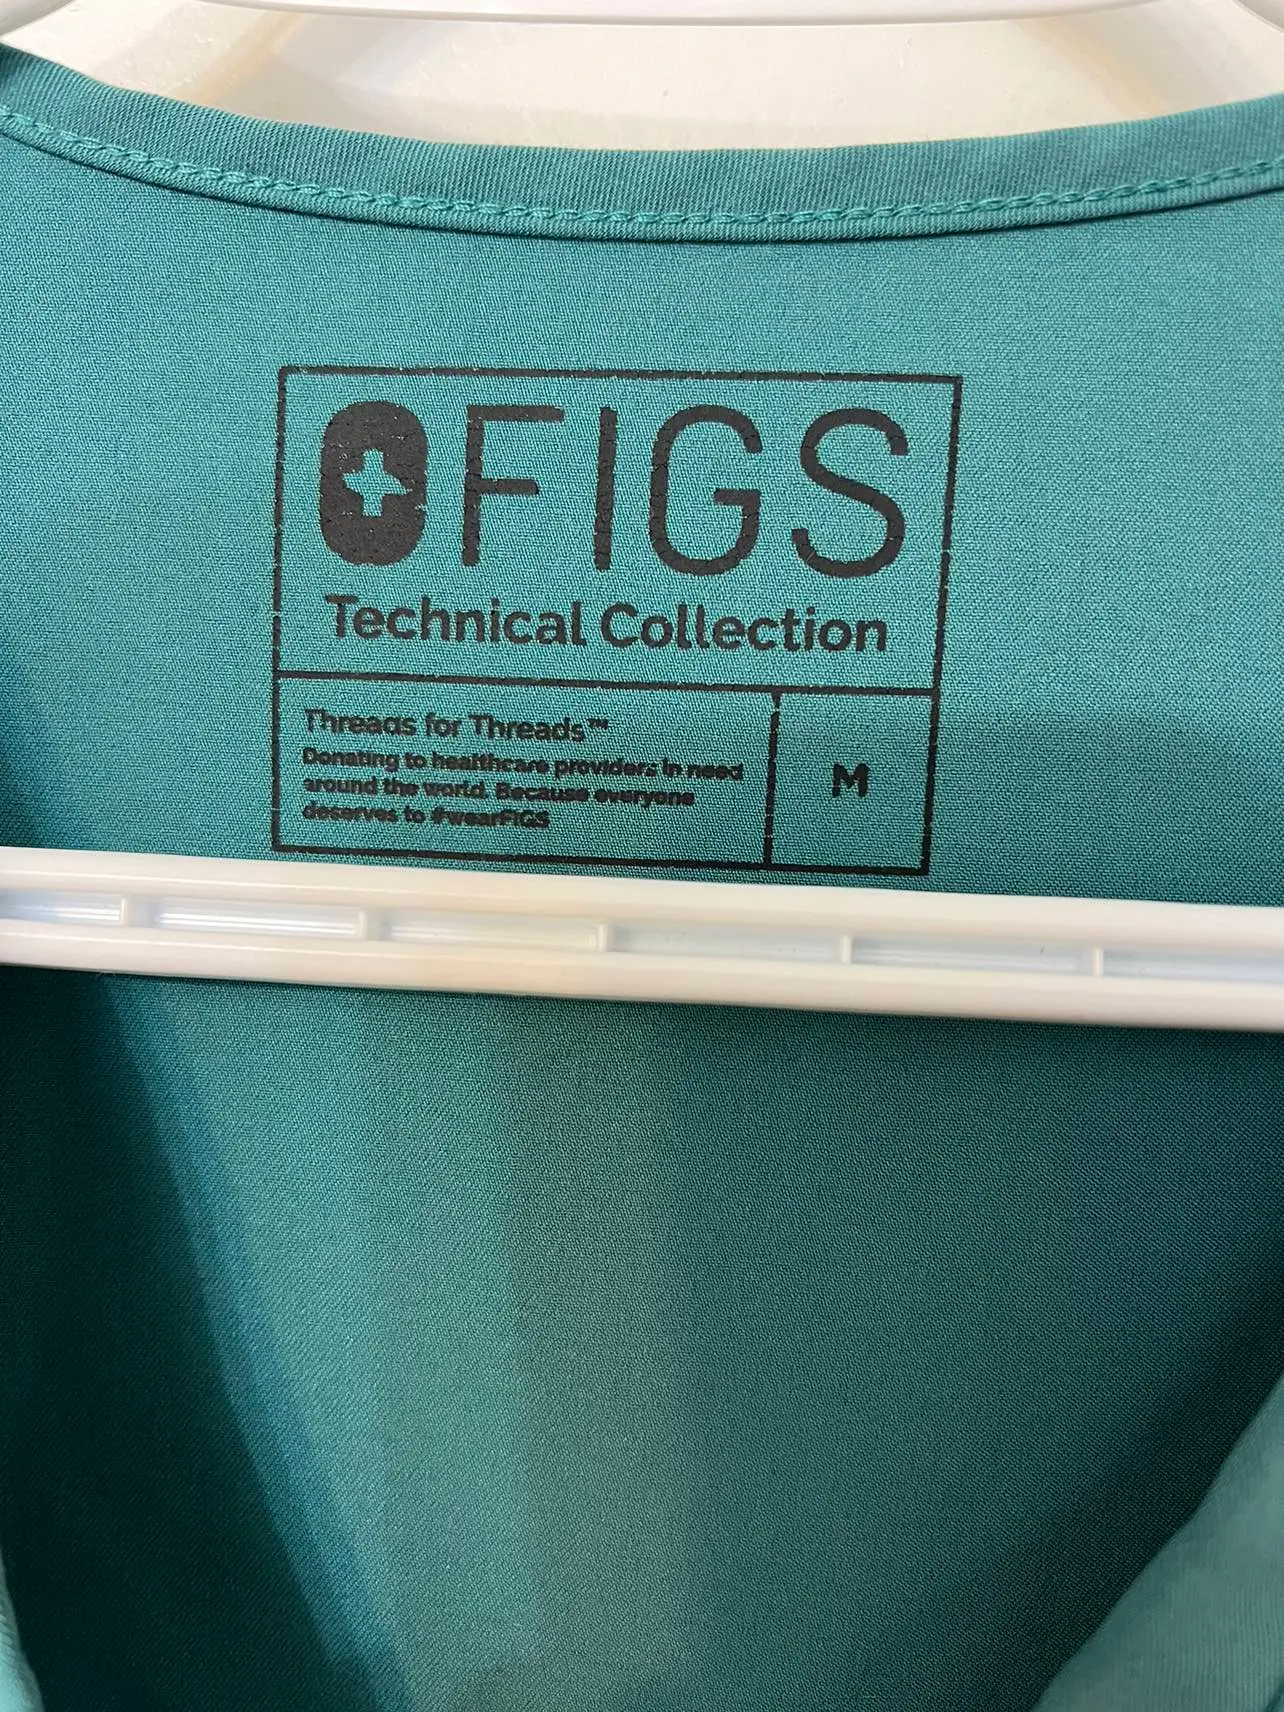 FIGS
Technical Collection
Threads for Threads™
Donating to healthcare providers in need
around the world. Because everyone
deserves to #wearFIGS
M